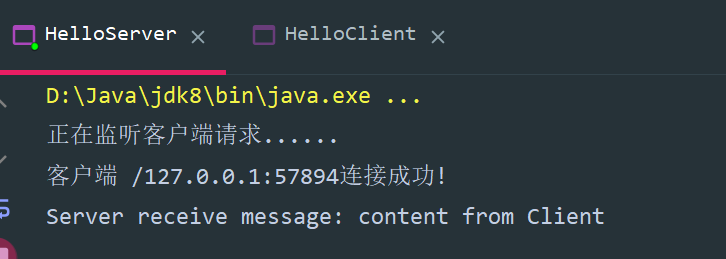 HelloServer HelloClient
D:\Java\jdk8\bin\java.exe ...
正在监听客户端请求......
客户端 /127.0.0.1:57894连接成功!
Server receive message: content from Client